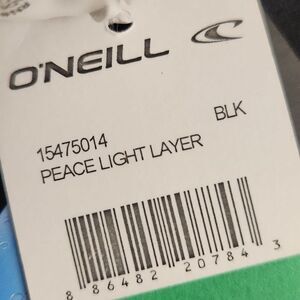 O'NEILL
15475014 BLK
PEACE LIGHT LAYER
8 86482 20784 3